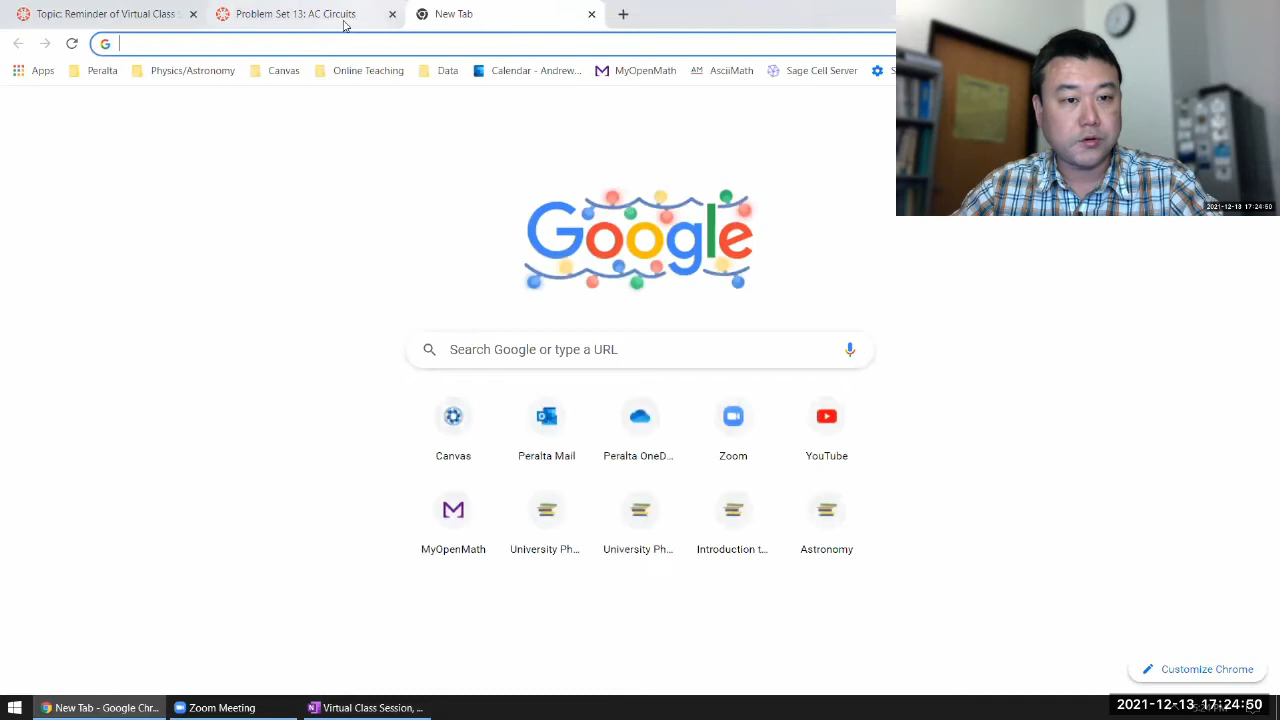 Topic: Reminder of Virtual Class S
Problem Set 13: AC Circuits
New Tab
Apps
Peralta
Physics/Astronomy
Canvas
Online Teaching
Data
Calendar - Andrew...
MyOpenMath
AM AsciiMath
Sage Cell Server
S
2021-12-13 17:24:50
Google
Search Google or type a URL
Canvas
Peralta Mail
Peralta OneD...
Zoom
YouTube
MyOpenMath
University Ph...
University Ph...
Introduction t...
Astronomy
Customize Chrome
New Tab - Google Chr...
Zoom Meeting
Virtual Class Session, ...
2021-12-13 17:24:50